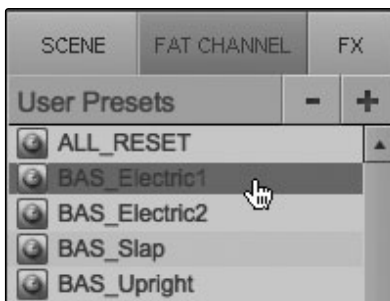 SCENE FAT CHANNEL FX
User Presets - +
ALL_RESET
BAS_Electric1
BAS_Electric2
BAS_Slap
BAS_Upright